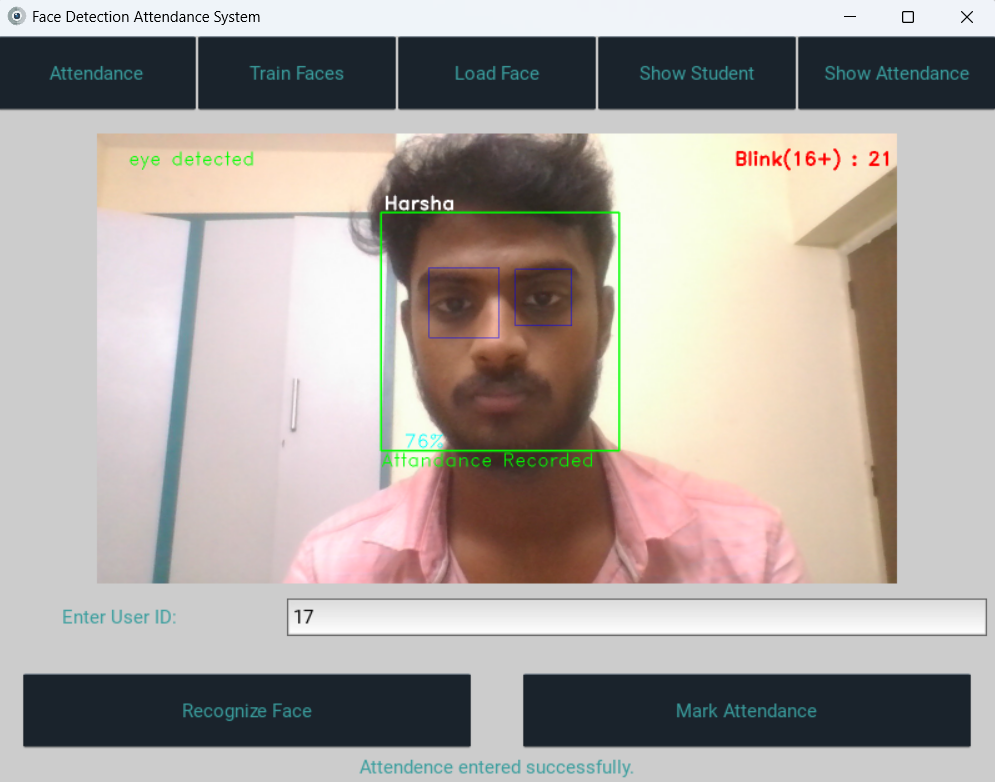 Face Detection Attendance System
Attendance Train Faces Load Face Show Student Show Attendance
eye detected Blink(16+) : 21
Harsha
76%
Attandance Recorded
Enter User ID: 17
Recognize Face Mark Attendance
Attendence entered successfully.